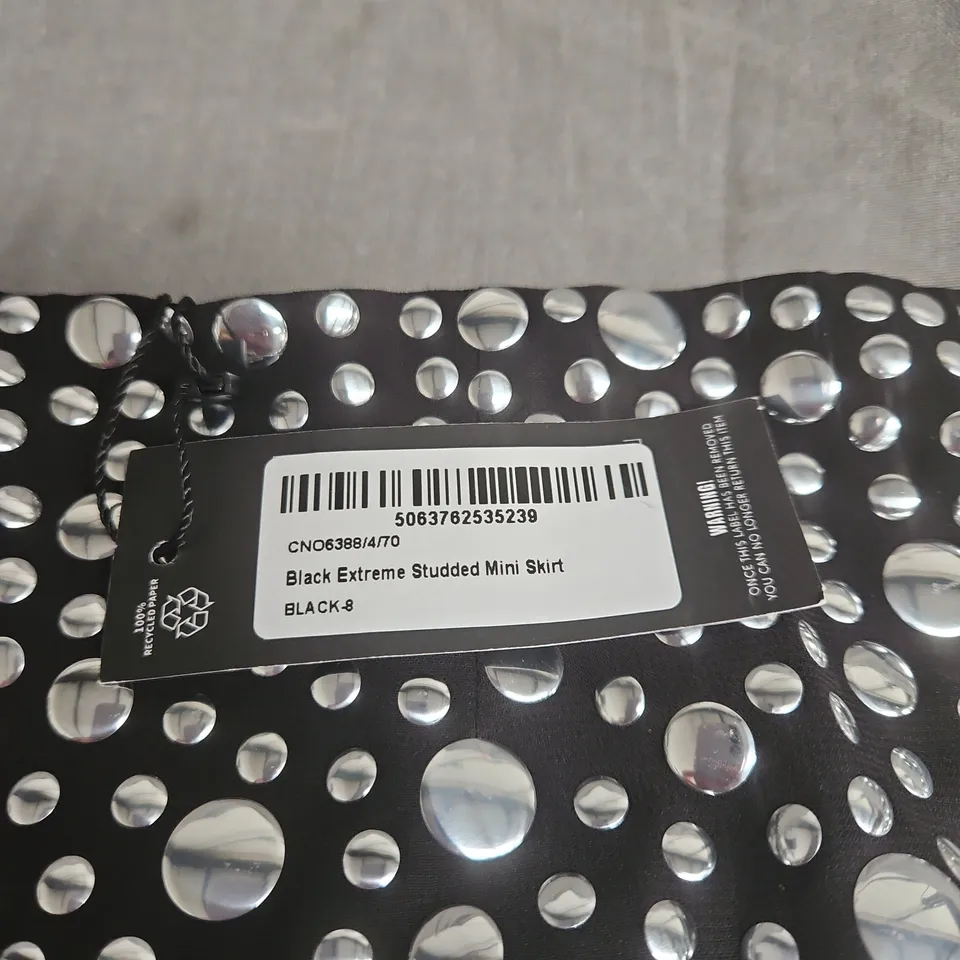 5063762535239
CNO6388/4/70
Black Extreme Studded Mini Skirt
BLACK-8
100%
RECYCLED PAPER
WARNING!
ONCE THIS LABEL HAS BEEN REMOVED
YOU CAN NO LONGER RETURN THIS ITEM